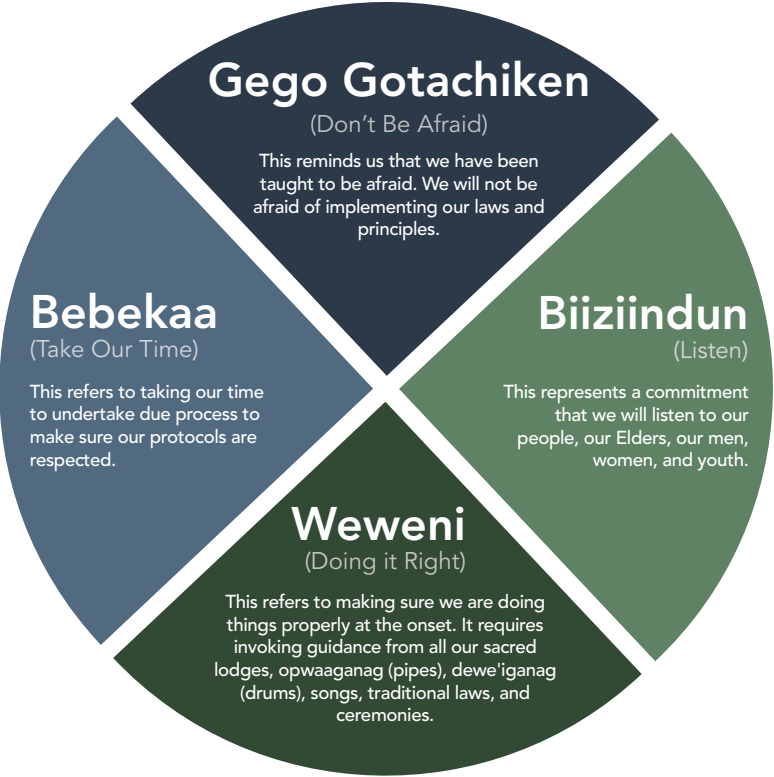 Gego Gotachiken
(Don't Be Afraid)
This reminds us that we have been
taught to be afraid. We will not be
afraid of implementing our laws and
principles.
Bebekaa
(Take Our Time)
This refers to taking our time
to undertake due process to
make sure our protocols are
respected.
Biiziindun
(Listen)
This represents a commitment
that we will listen to our
people, our Elders, our men,
women, and youth.
Weweni
(Doing it Right)
This refers to making sure we are doing
things properly at the onset. It requires
invoking guidance from all our sacred
lodges, opwaaganag (pipes), dewe'iganag
(drums), songs, traditional laws, and
ceremonies.